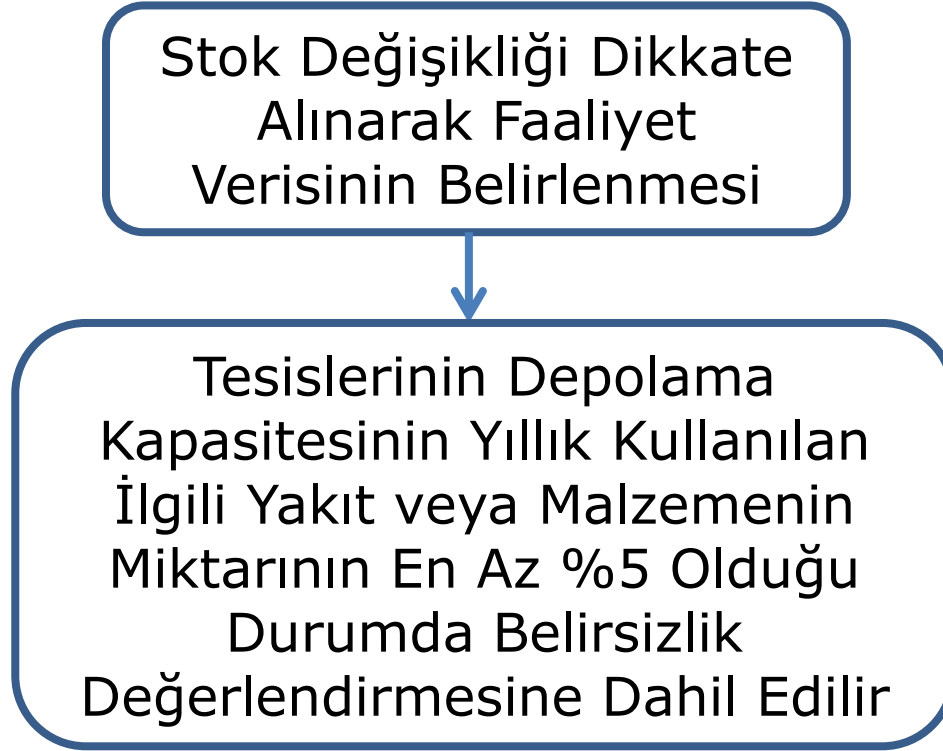 Stok Değişikliği Dikkate
Alınarak Faaliyet
Verisinin Belirlenmesi
Tesislerinin Depolama
Kapasitesinin Yıllık Kullanılan
İlgili Yakıt veya Malzemenin
Miktarının En Az %5 Olduğu
Durumda Belirsizlik
Değerlendirmesine Dahil Edilir